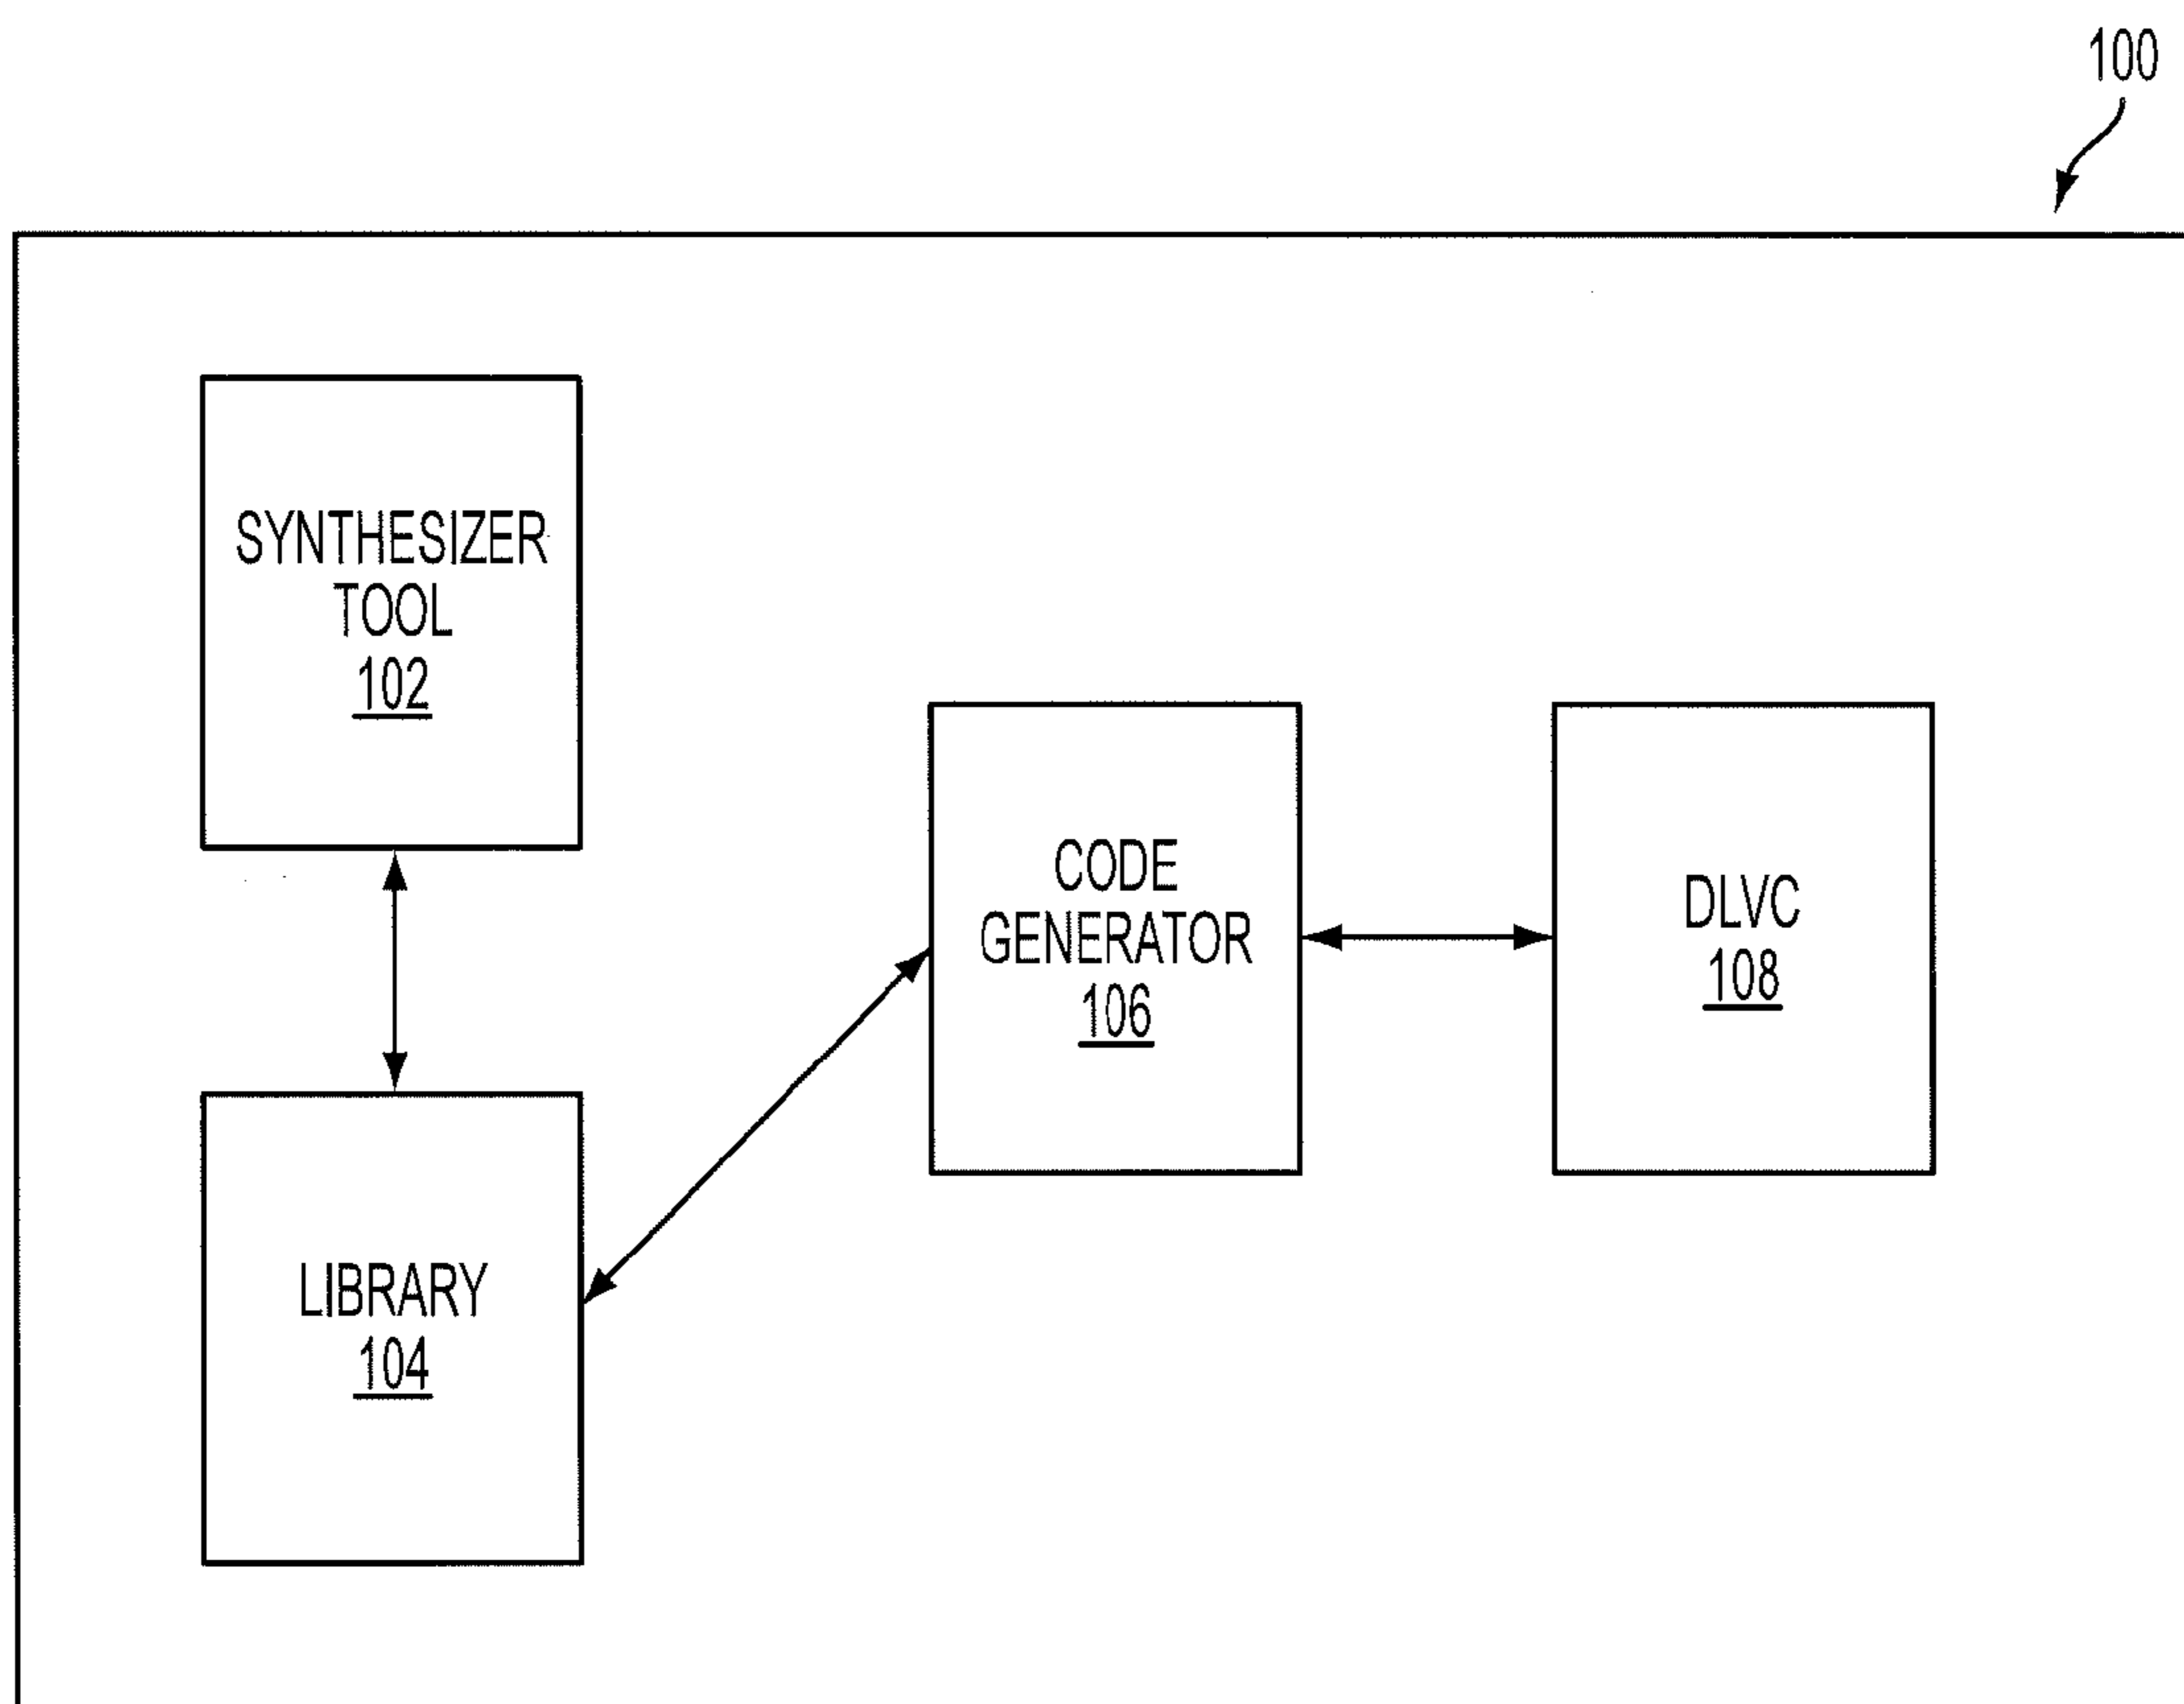 100
SYNTHESIZER
TOOL
102
CODE
GENERATOR
106
DLVC
108
LIBRARY
104